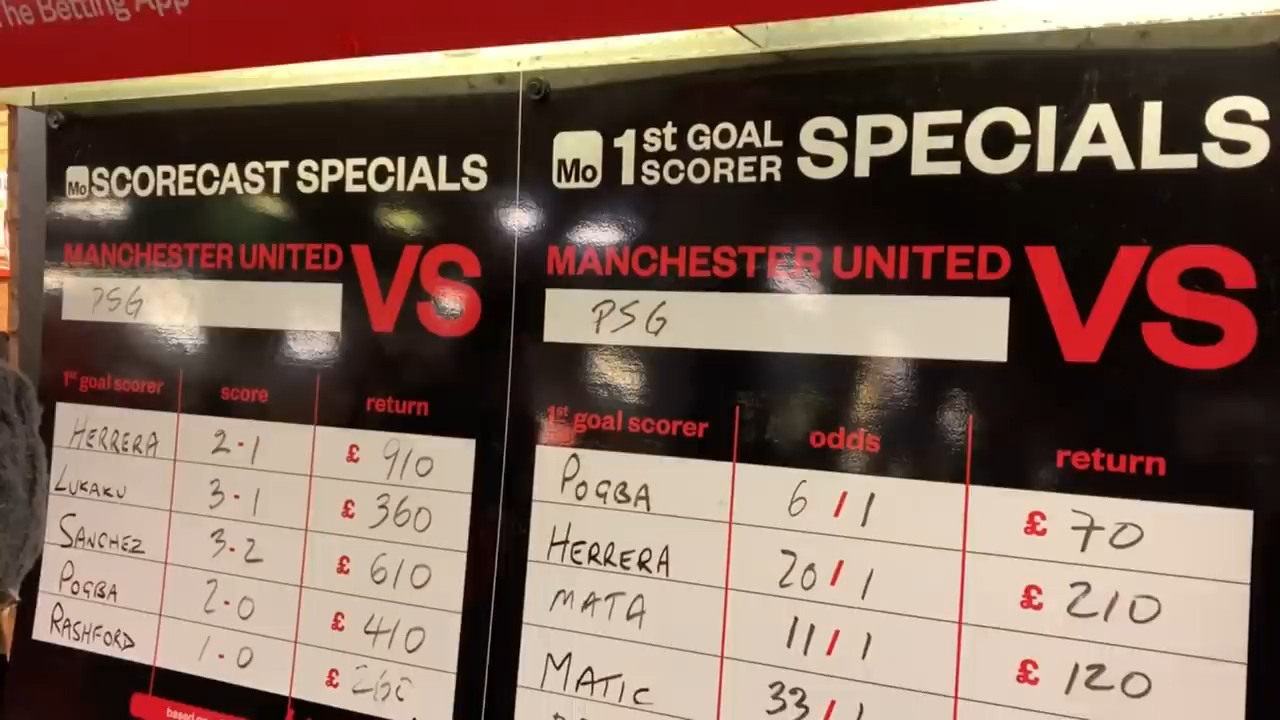 The Betting App
Mo SCORECAST SPECIALS
MANCHESTER UNITED VS
PSG
1st goal scorer score return
HERRERA 2-1 £ 910
LUKAKU 3-1 £ 360
SANCHEZ 3-2 £ 610
POGBA 2-0 £ 410
RASHFORD 1-0 £
Mo 1st GOAL SCORER SPECIALS
MANCHESTER UNITED VS
PSG
1st goal scorer odds return
POGBA 6/1 £ 70
HERRERA 20/1 £ 210
MATA 11/1 £ 120
MATIC 33/1